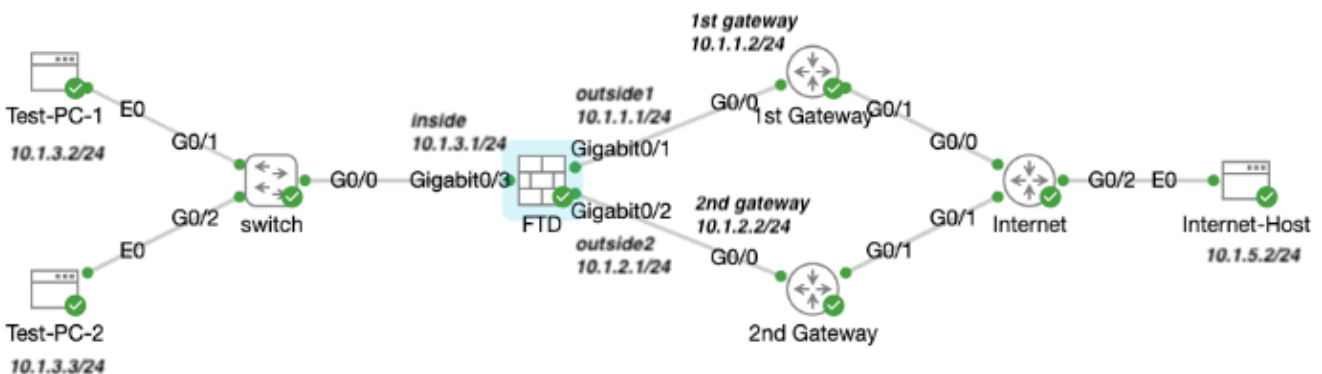 1st gateway
10.1.1.2/24
Test-PC-1
10.1.3.2/24
E0
G0/1
inside
10.1.3.1/24
outside1
10.1.1.1/24
Gigabit0/1
G0/0
1st Gateway
G0/1
G0/0
switch
G0/0
Gigabit0/3
FTD
Gigabit0/2
outside2
10.1.2.1/24
2nd gateway
10.1.2.2/24
G0/0
G0/1
G0/1
Internet
G0/2
E0
Internet-Host
10.1.5.2/24
G0/2
E0
Test-PC-2
10.1.3.3/24
2nd Gateway